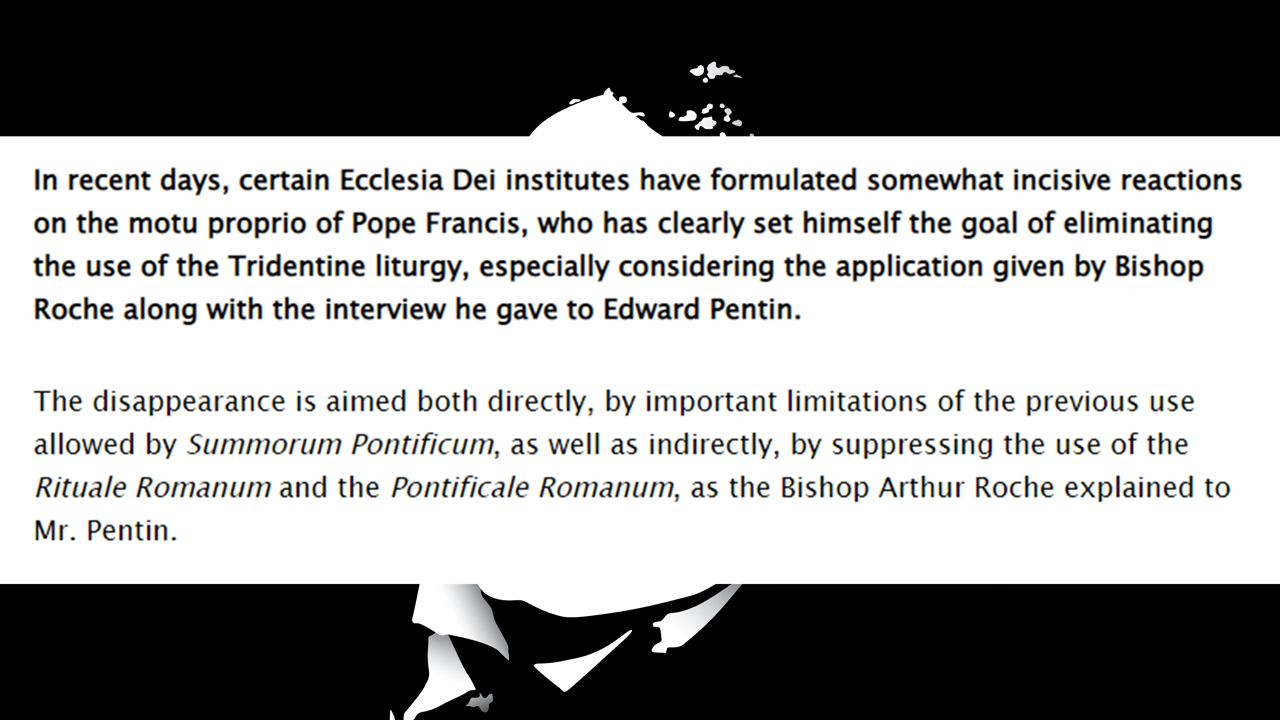 In recent days, certain Ecclesia Dei institutes have formulated somewhat incisive reactions
on the motu proprio of Pope Francis, who has clearly set himself the goal of eliminating
the use of the Tridentine liturgy, especially considering the application given by Bishop
Roche along with the interview he gave to Edward Pentin.
The disappearance is aimed both directly, by important limitations of the previous use
allowed by Summorum Pontificum, as well as indirectly, by suppressing the use of the
Rituale Romanum and the Pontificale Romanum, as the Bishop Arthur Roche explained to
Mr. Pentin.